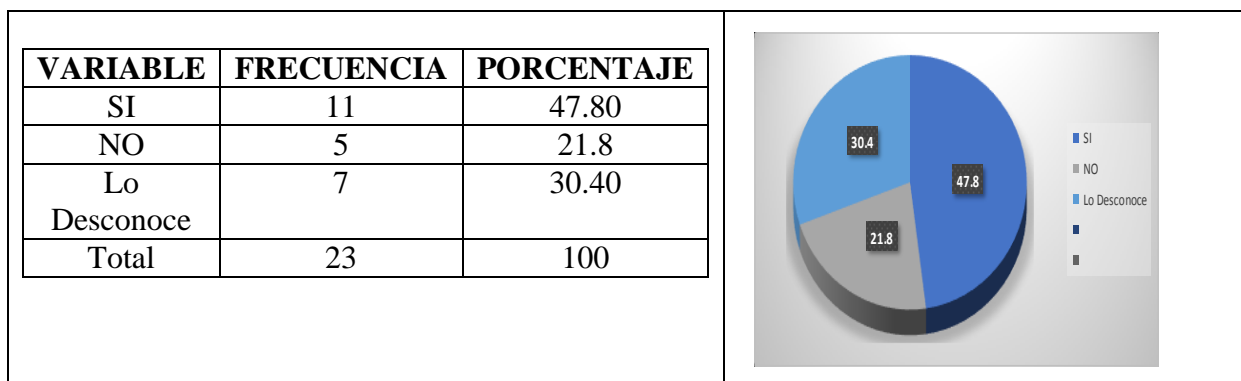 VARIABLE FRECUENCIA PORCENTAJE
SI 11 47.80
NO 5 21.8
Lo 7 30.40
Desconoce
Total 23 100
30.4
47.8
21.8
SI
NO
Lo Desconoce